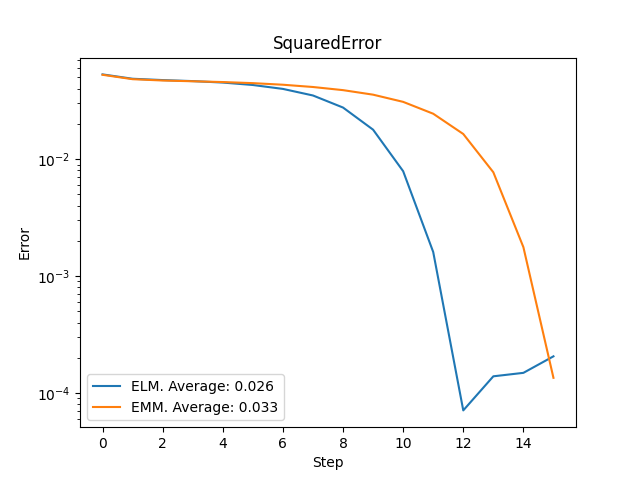 SquaredError
10⁻²
10⁻³
10⁻⁴
Error
ELM. Average: 0.026
EMM. Average: 0.033
0 2 4 6 8 10 12 14
Step